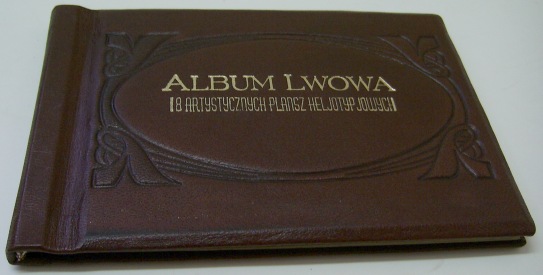 ALBUM LWOWA
[8 ARTYSTYCZNYCH PLANSZ HELJOTYPJOWYCH]